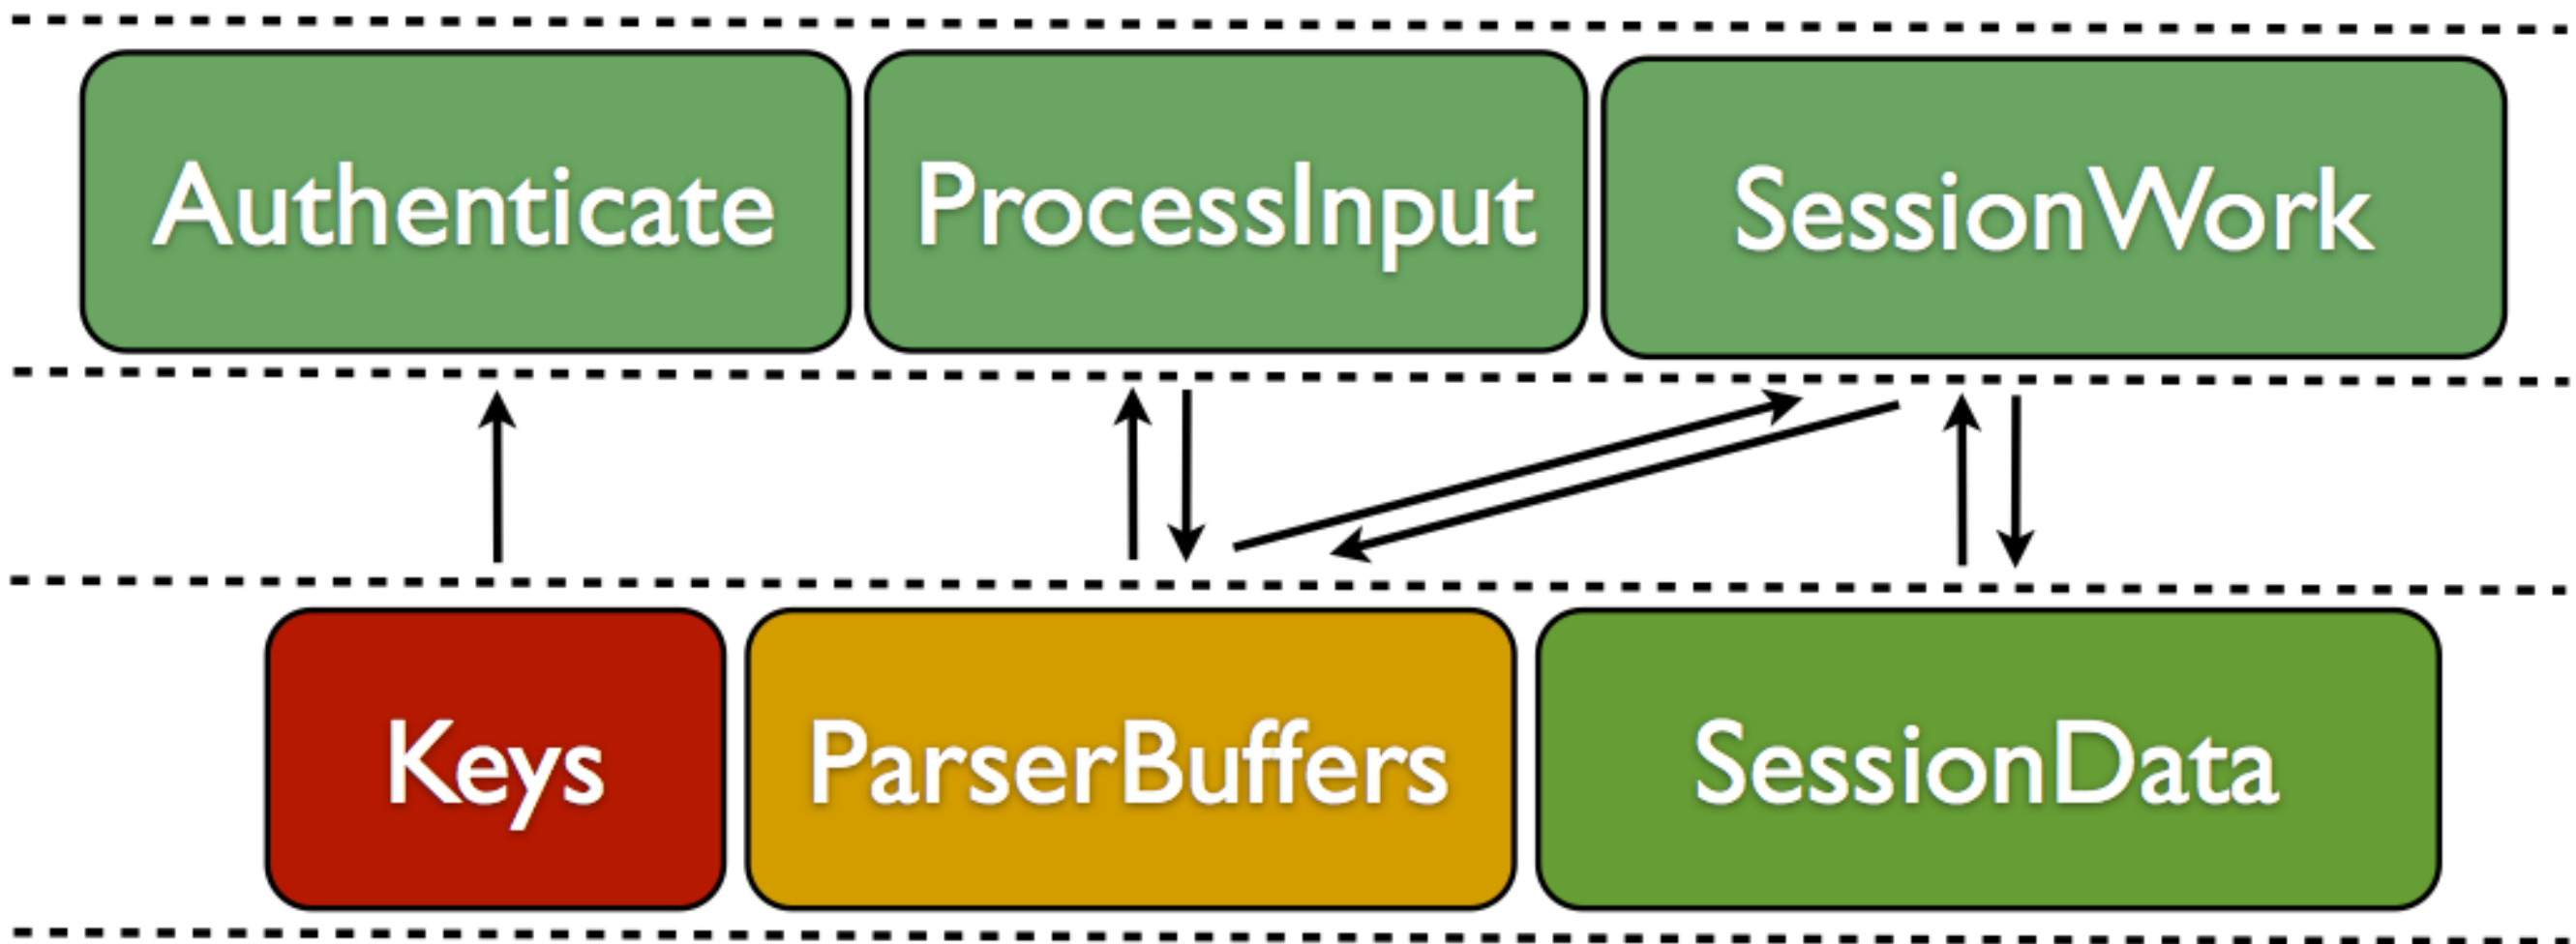 Authenticate
ProcessInput
SessionWork
Keys
ParserBuffers
SessionData